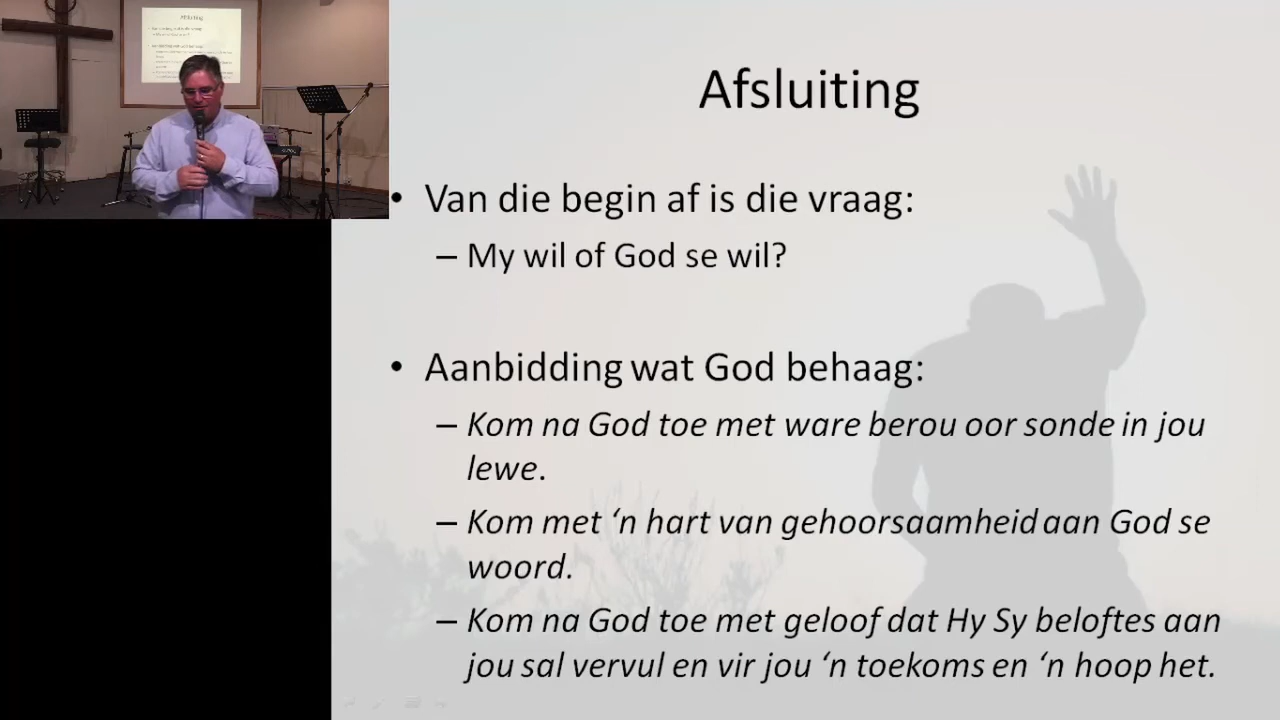 Afsluiting
• Van die begin af is die vraag:
– My wil of God se wil?
• Aanbidding wat God behaag:
– Kom na God toe met ware berou oor sonde in jou
lewe.
– Kom met ‘n hart van gehoorsaamheid aan God se
woord.
– Kom na God toe met geloof dat Hy Sy beloftes aan
jou sal vervul en vir jou ‘n toekoms en ‘n hoop het.